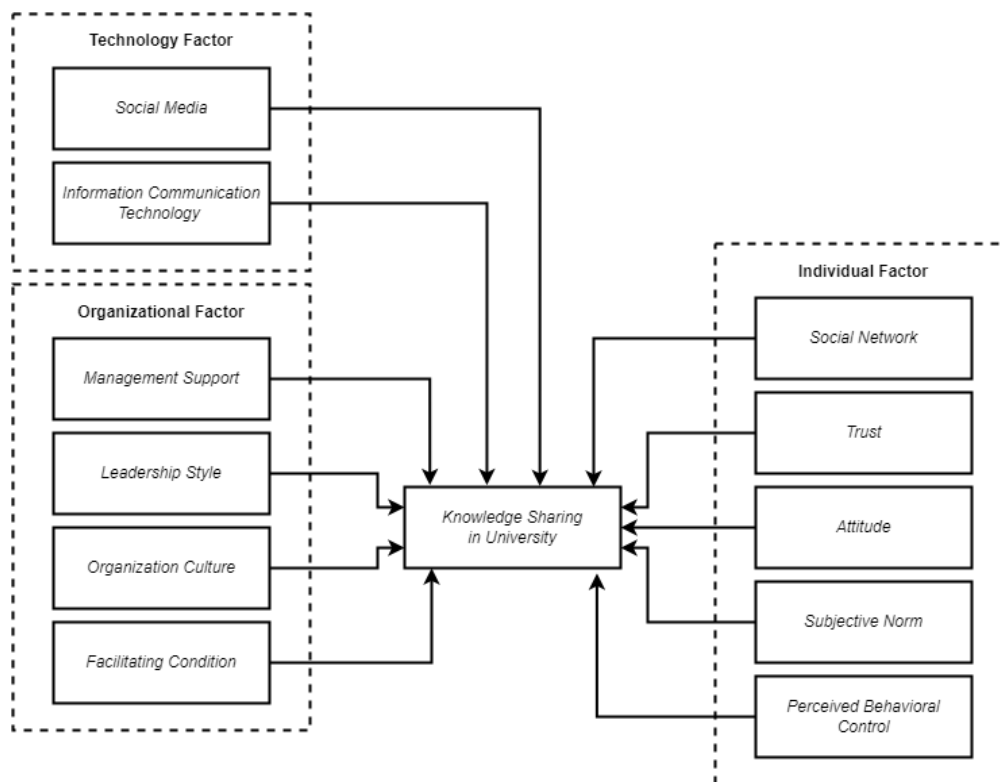 Technology Factor
Social Media
Information Communication
Technology
Organizational Factor
Management Support
Leadership Style
Organization Culture
Facilitating Condition
Knowledge Sharing
in University
Individual Factor
Social Network
Trust
Attitude
Subjective Norm
Perceived Behavioral
Control